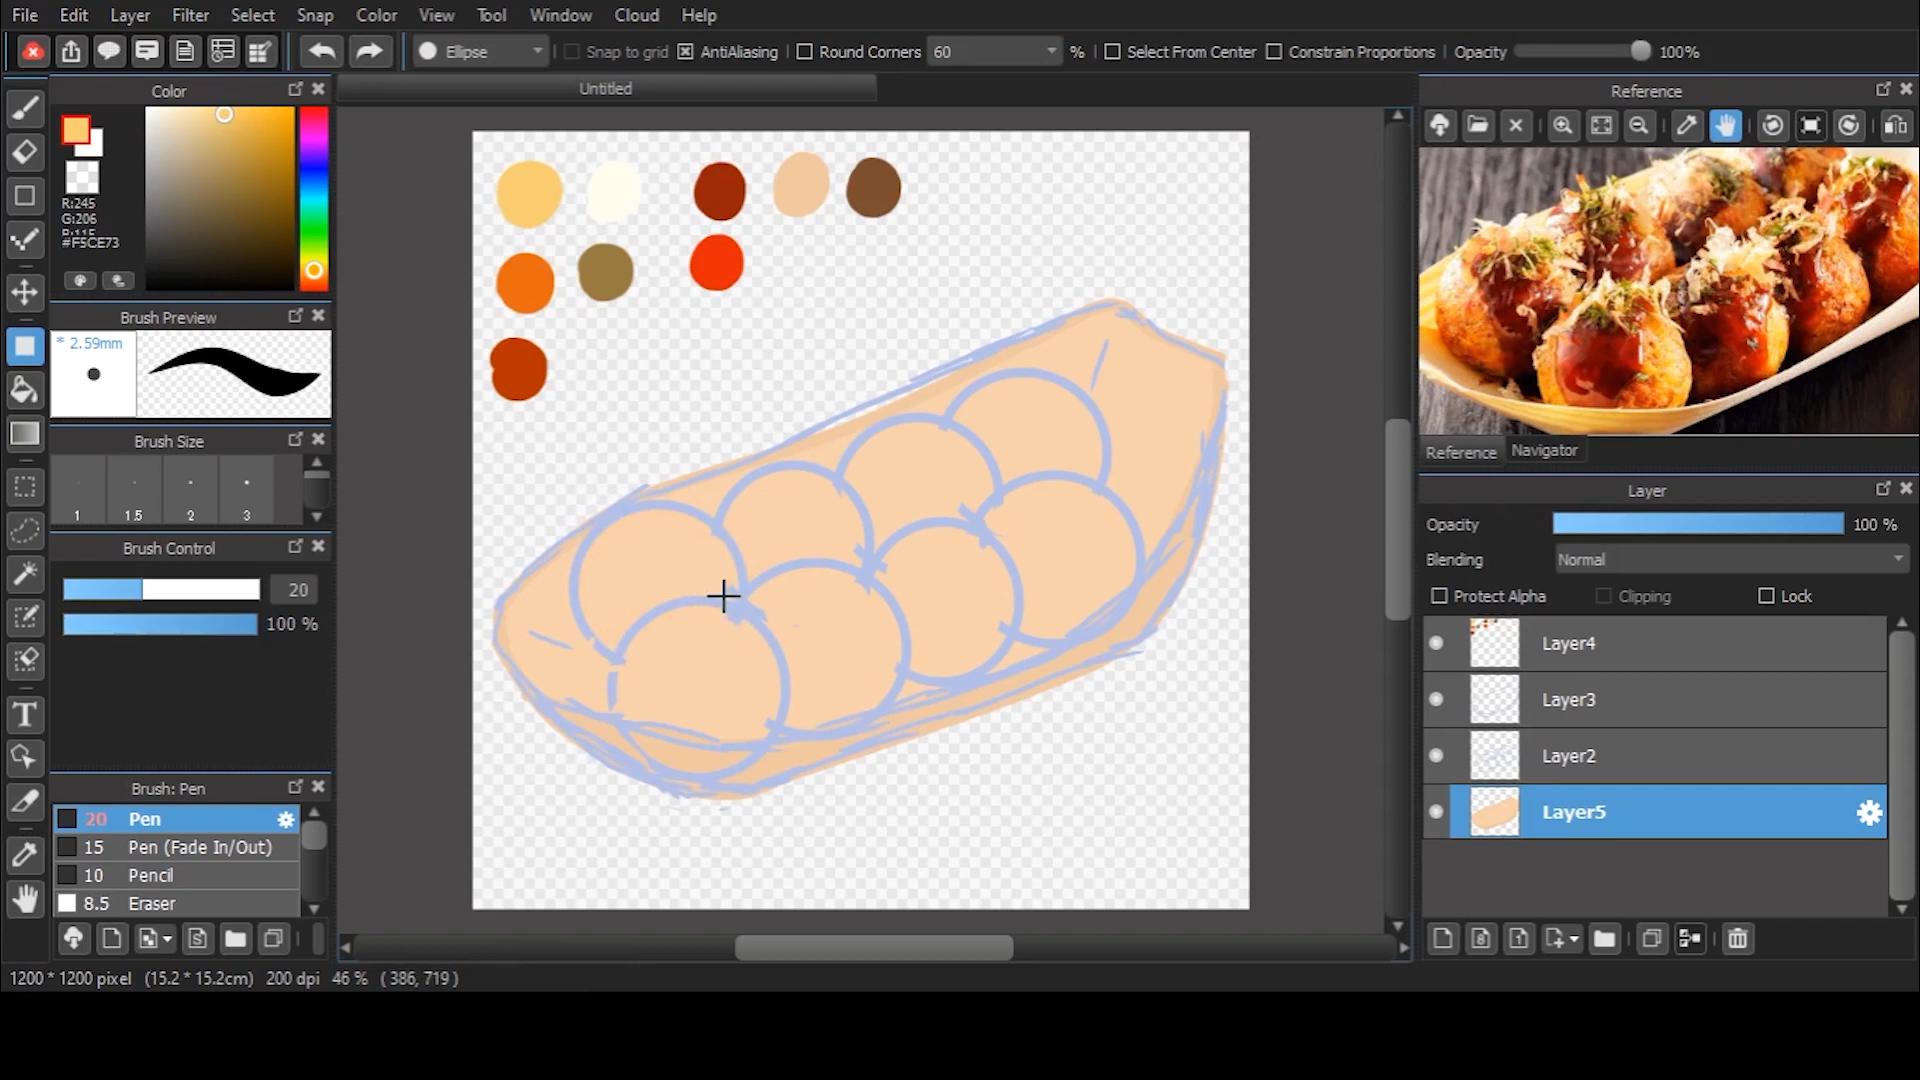 File Edit Layer Filter Select Snap Color View Tool Window Cloud Help
Ellipse Snap to grid AntiAliasing Round Corners 60 % Select From Center Constrain Proportions Opacity 100%
Color
R:245
G:206
B:115
#F5CE73
Brush Preview
* 2.59mm
Brush Size
1 1.5 2 3
Brush Control
20
100 %
Brush: Pen
20 Pen
15 Pen (Fade In/Out)
10 Pencil
8.5 Eraser
Untitled
Reference
Reference Navigator
Layer
Opacity 100 %
Blending Normal
Protect Alpha Clipping Lock
Layer4
Layer3
Layer2
Layer5
1200 * 1200 pixel (15.2 * 15.2cm) 200 dpi 46 % ( 386, 719 )